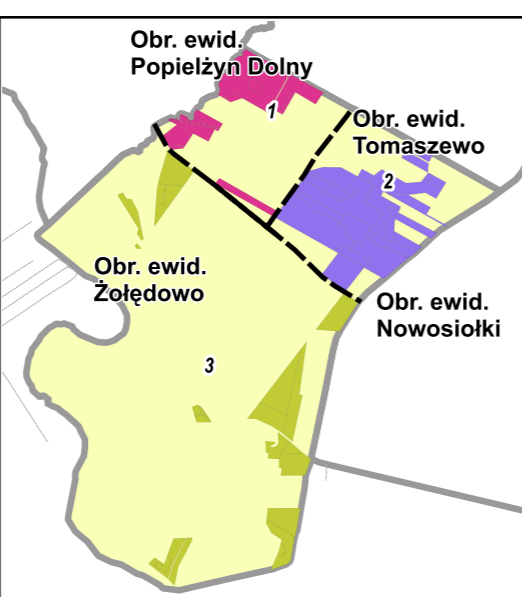 Obr. ewid.
Popielżyn Dolny
1
Obr. ewid.
Tomaszewo
2
Obr. ewid.
Żołędowo
Obr. ewid.
Nowosiołki
3